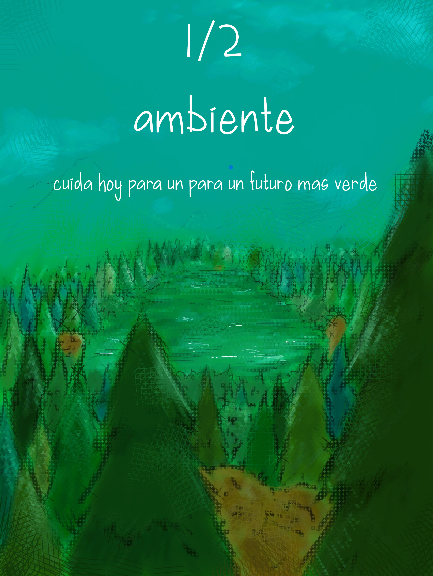 1/2
ambiente
cuida hoy para un para un futuro mas verde